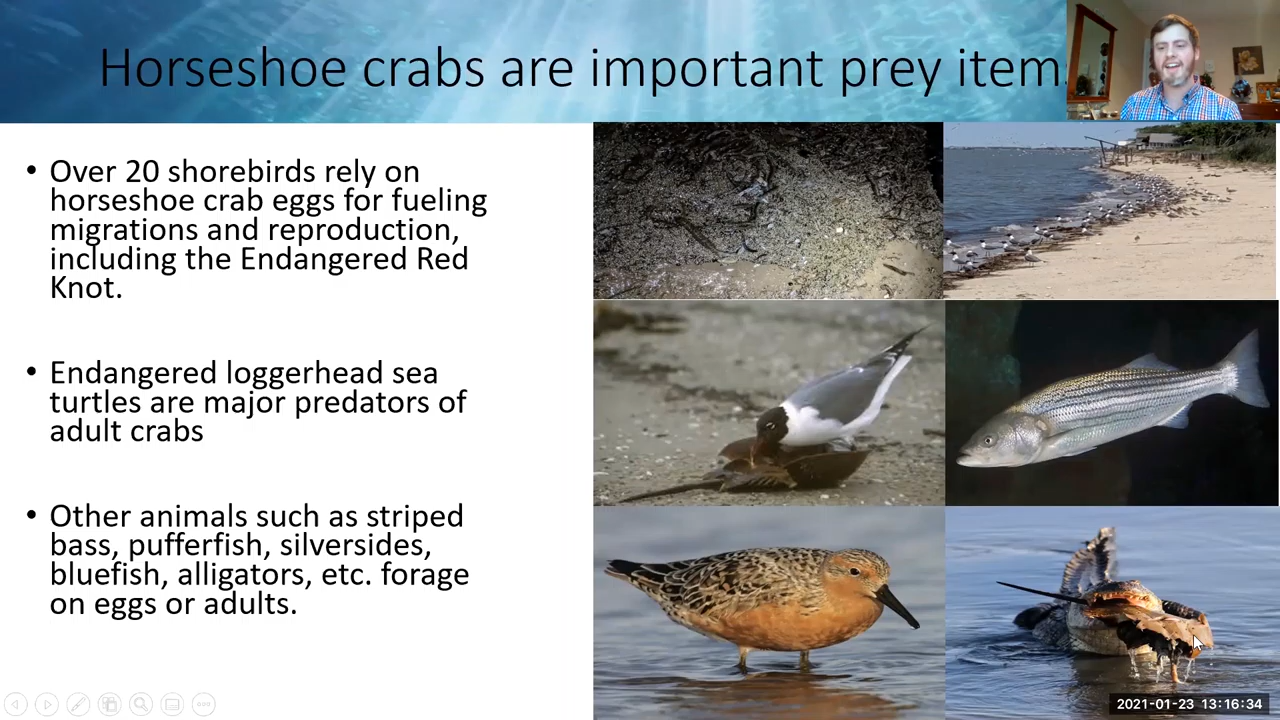 Horseshoe crabs are important prey items
• Over 20 shorebirds rely on
horseshoe crab eggs for fueling
migrations and reproduction,
including the Endangered Red
Knot.
• Endangered loggerhead sea
turtles are major predators of
adult crabs
• Other animals such as striped
bass, pufferfish, silversides,
bluefish, alligators, etc. forage
on eggs or adults.
2021-01-23 13:16:34